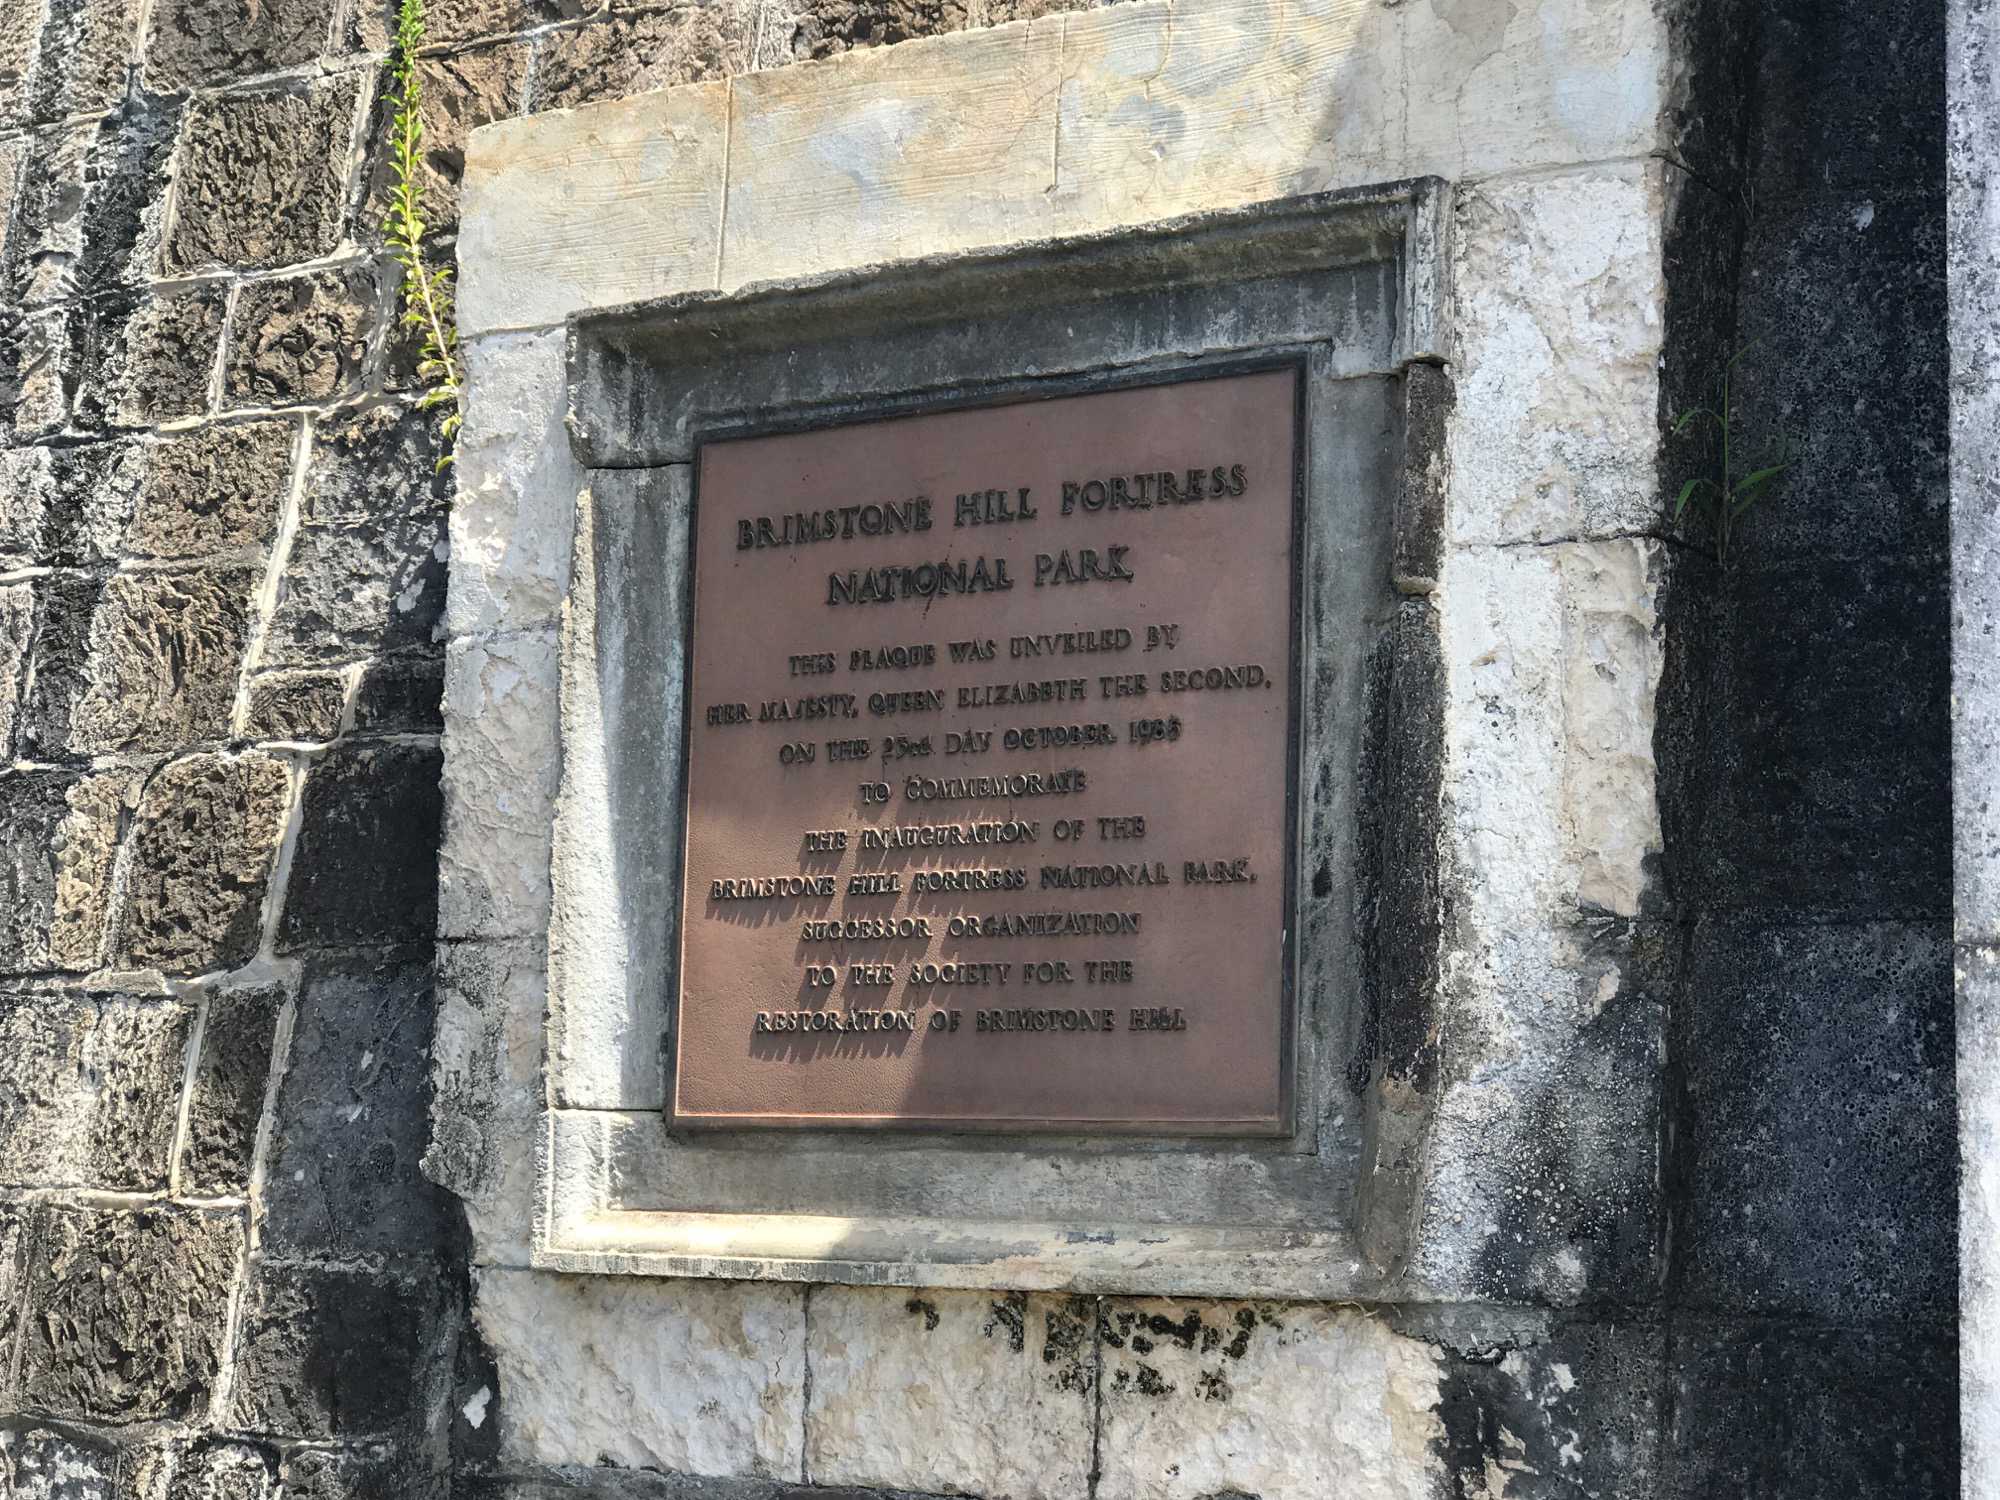 BRIMSTONE HILL FORTRESS
NATIONAL PARK
THIS PLAQUE WAS UNVEILED BY
HER MAJESTY, QUEEN ELIZABETH THE SECOND,
ON THE 23rd DAY OCTOBER 1985
TO COMMEMORATE
THE INAUGURATION OF THE
BRIMSTONE HILL FORTRESS NATIONAL PARK,
SUCCESSOR ORGANIZATION
TO THE SOCIETY FOR THE
RESTORATION OF BRIMSTONE HILL